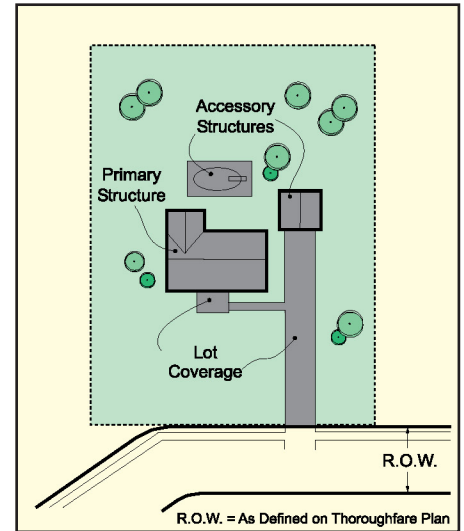 Accessory
Structures
Primary
Structure
Lot
Coverage
R.O.W.
R.O.W. = As Defined on Thoroughfare Plan